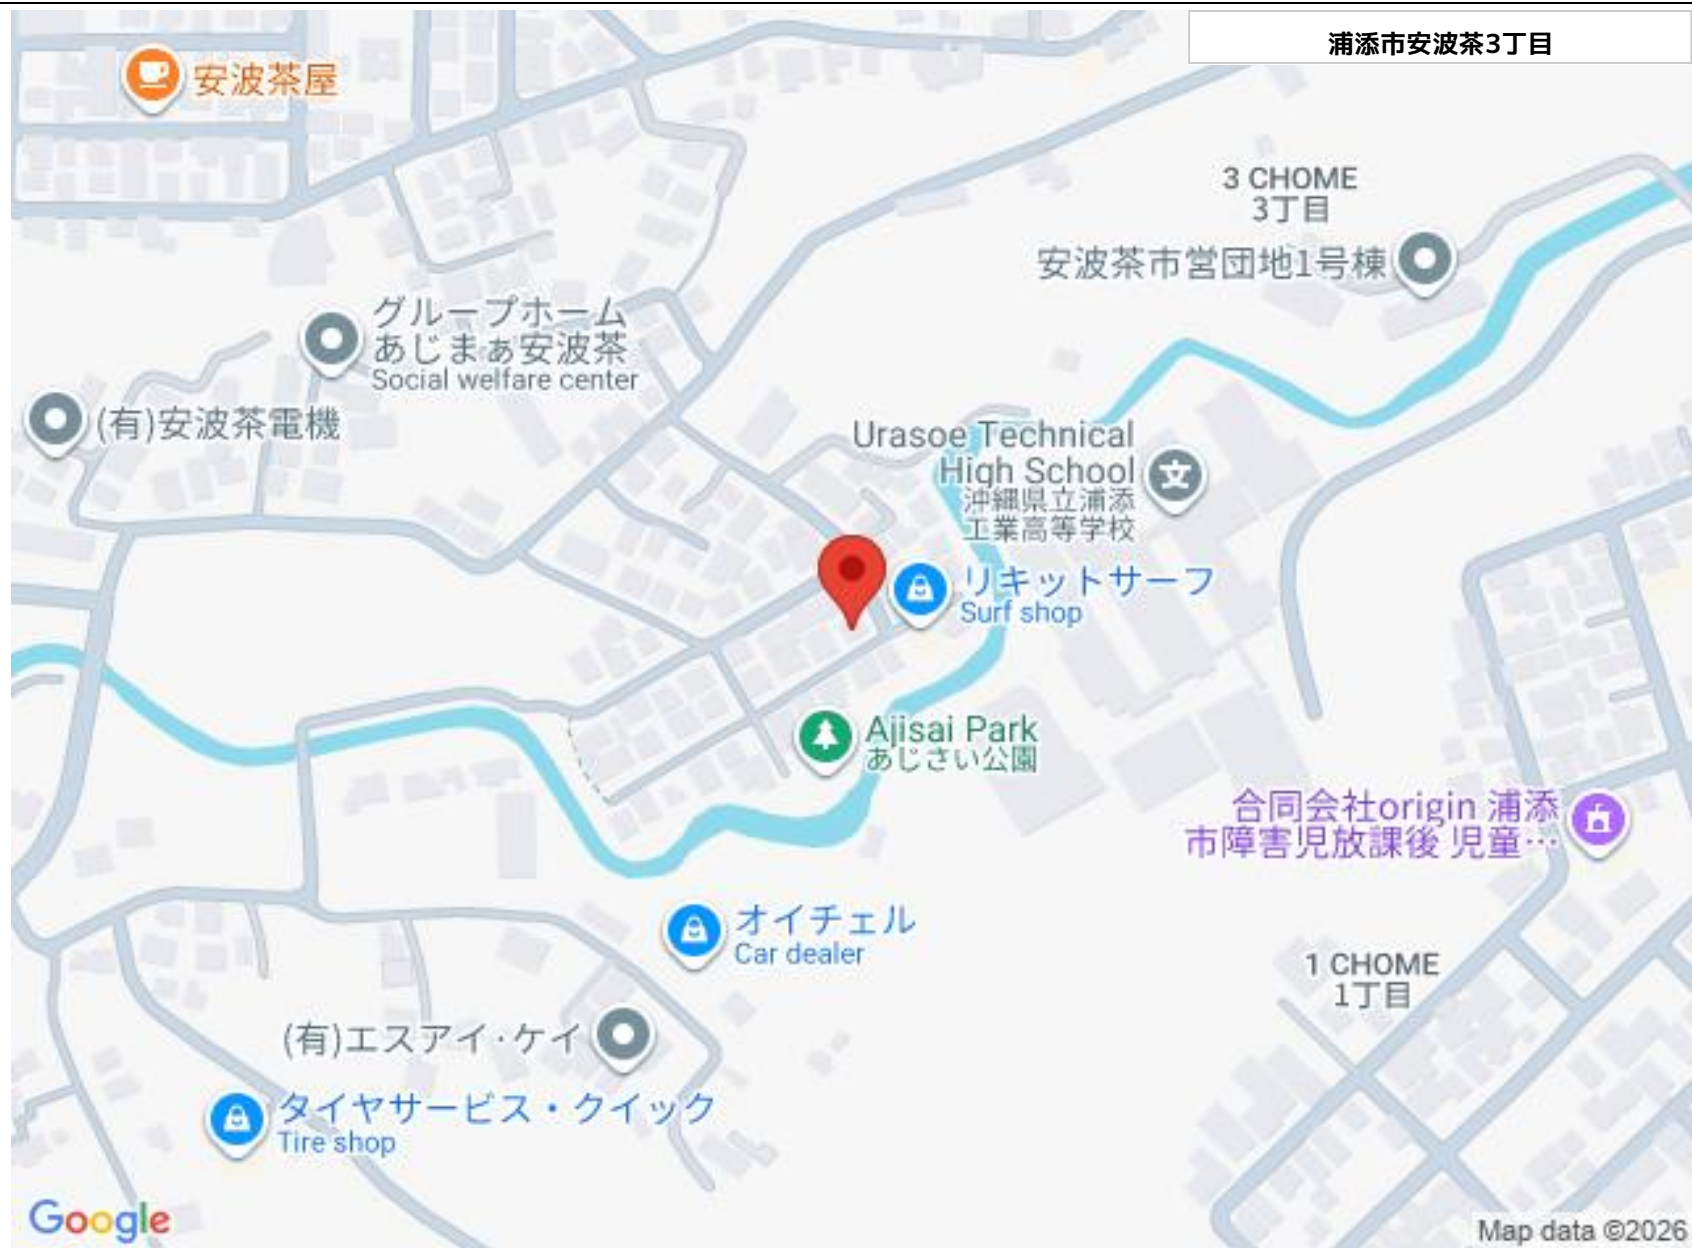 浦添市安波茶3丁目
安波茶屋
3 CHOME
3丁目
安波茶市営団地1号棟
グループホーム
あじまぁ安波茶
Social welfare center
(有)安波茶電機
Urasoe Technical
High School
沖縄県立浦添
工業高等学校
文
リキットサーフ
Surf shop
Ajisai Park
あじさい公園
合同会社origin 浦添
市障害児放課後 児童…
オイチェル
Car dealer
1 CHOME
1丁目
(有)エスアイ・ケイ
タイヤサービス・クイック
Tire shop
Google
Map data ©2026